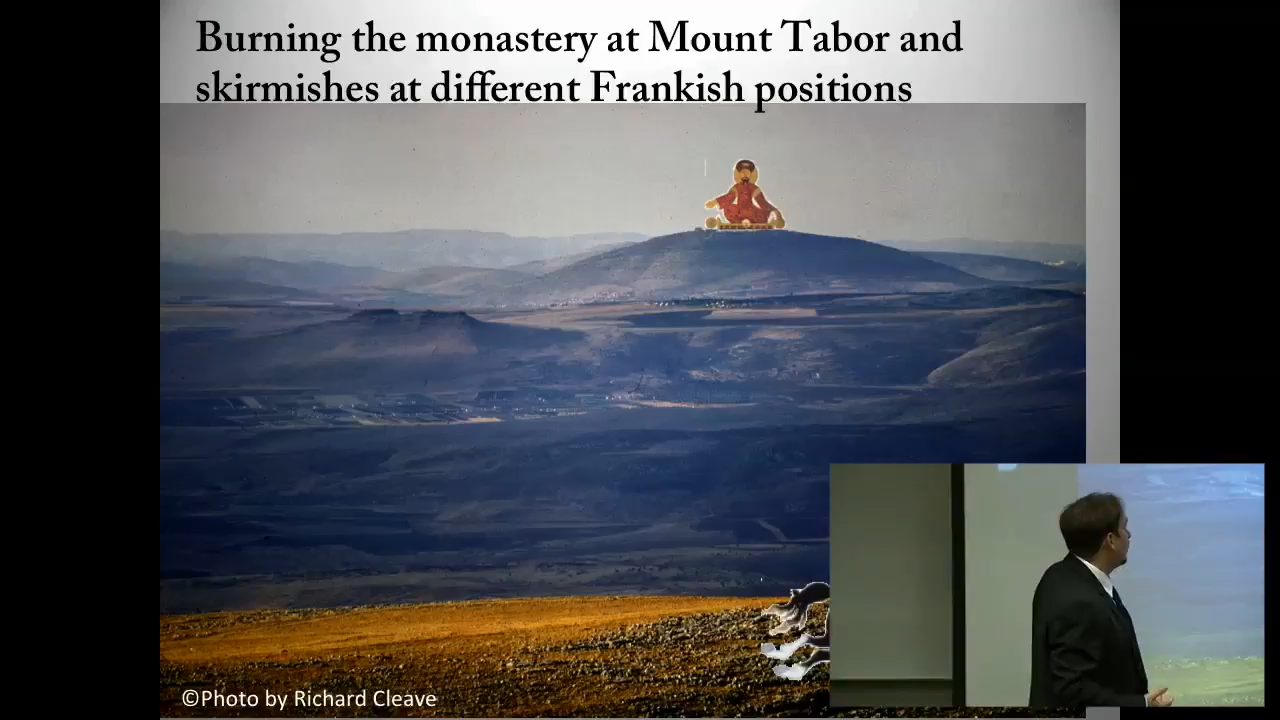 Burning the monastery at Mount Tabor and
skirmishes at different Frankish positions
©Photo by Richard Cleave